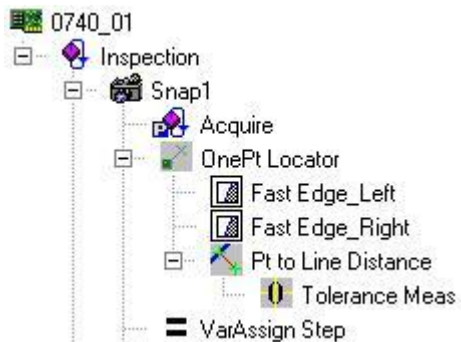 0740_01
Inspection
Snap1
Acquire
OnePt Locator
Fast Edge_Left
Fast Edge_Right
Pt to Line Distance
Tolerance Meas
VarAssign Step